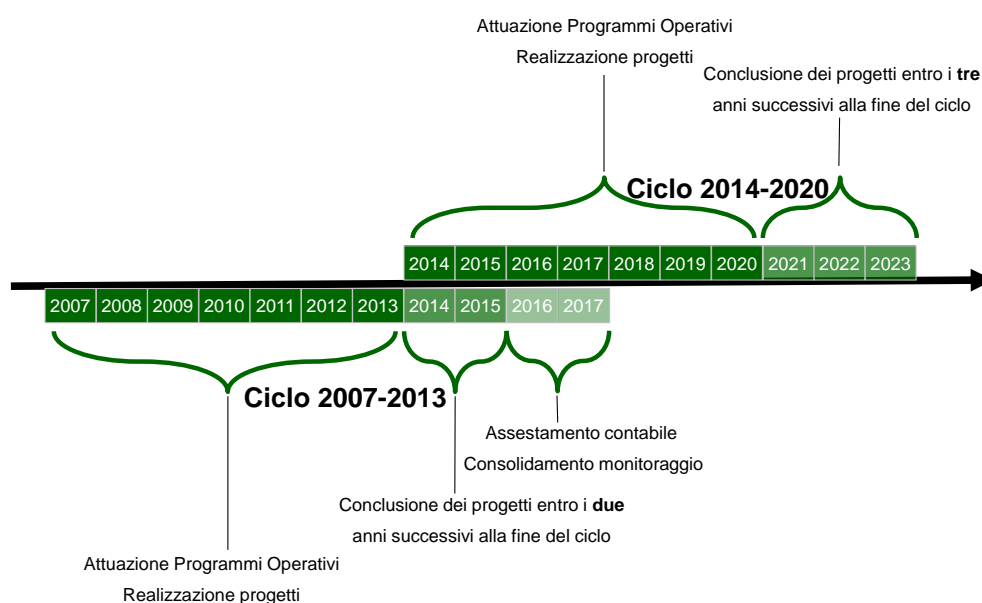 Attuazione Programmi Operativi
Realizzazione progetti
Conclusione dei progetti entro i tre
anni successivi alla fine del ciclo
Ciclo 2014-2020
2014 2015 2016 2017 2018 2019 2020 2021 2022 2023
2007 2008 2009 2010 2011 2012 2013 2014 2015 2016 2017
Ciclo 2007-2013
Assestamento contabile
Consolidamento monitoraggio
Conclusione dei progetti entro i due
anni successivi alla fine del ciclo
Attuazione Programmi Operativi
Realizzazione progetti